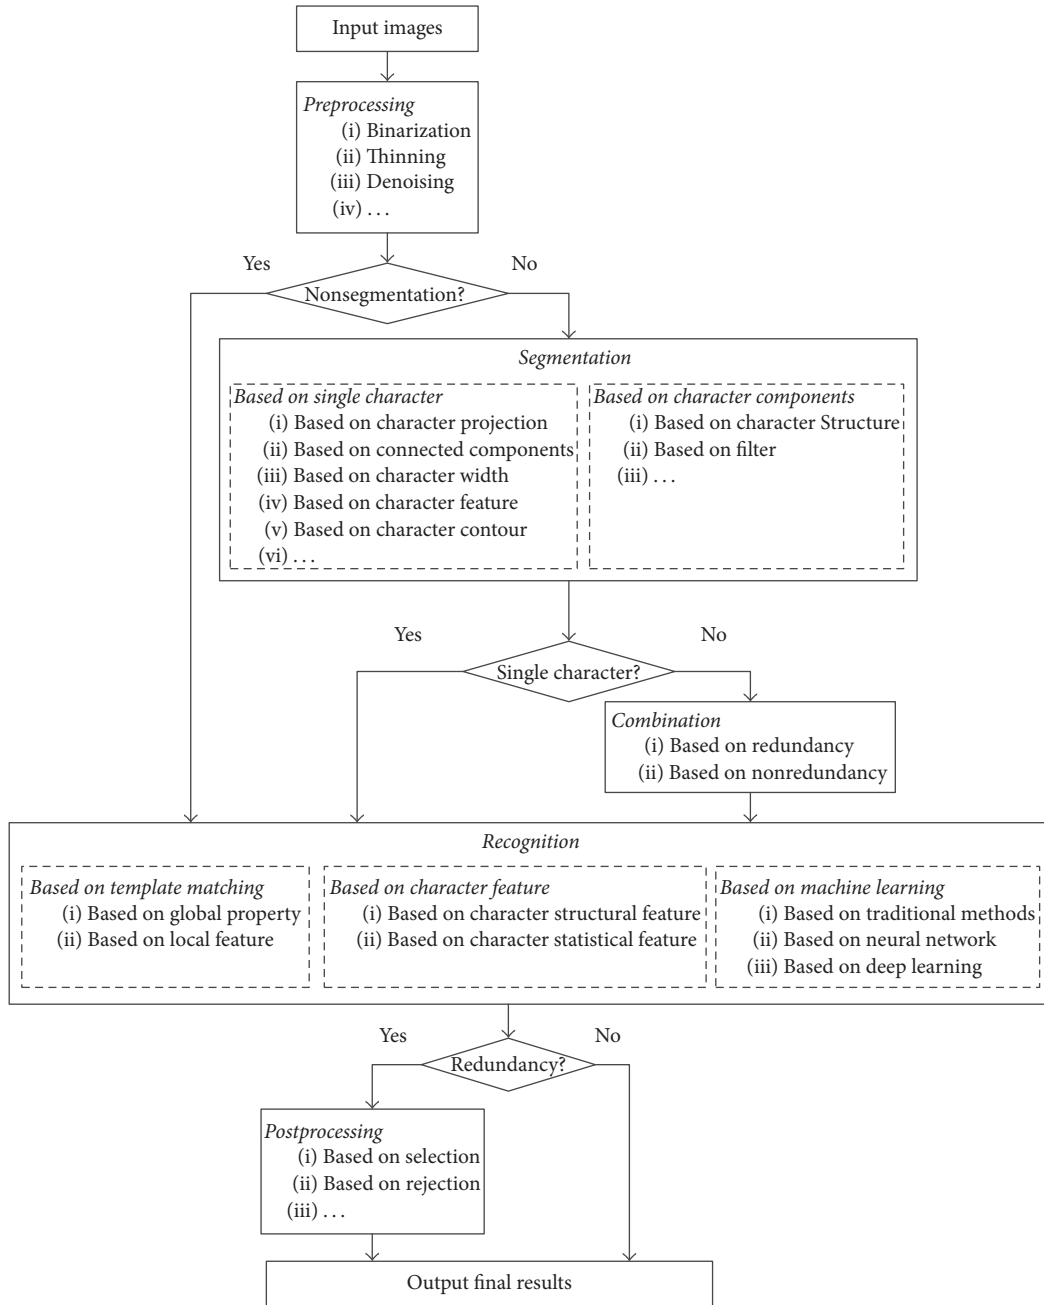 Input images
Preprocessing
(i) Binarization
(ii) Thinning
(iii) Denoising
(iv) . . .
Yes
No
Nonsegmentation?
Segmentation
Based on single character
(i) Based on character projection
(ii) Based on connected components
(iii) Based on character width
(iv) Based on character feature
(v) Based on character contour
(vi) . . .
Based on character components
(i) Based on character Structure
(ii) Based on filter
(iii) . . .
Yes
No
Single character?
Combination
(i) Based on redundancy
(ii) Based on nonredundancy
Recognition
Based on template matching
(i) Based on global property
(ii) Based on local feature
Based on character feature
(i) Based on character structural feature
(ii) Based on character statistical feature
Based on machine learning
(i) Based on traditional methods
(ii) Based on neural network
(iii) Based on deep learning
Yes
No
Redundancy?
Postprocessing
(i) Based on selection
(ii) Based on rejection
(iii) . . .
Output final results